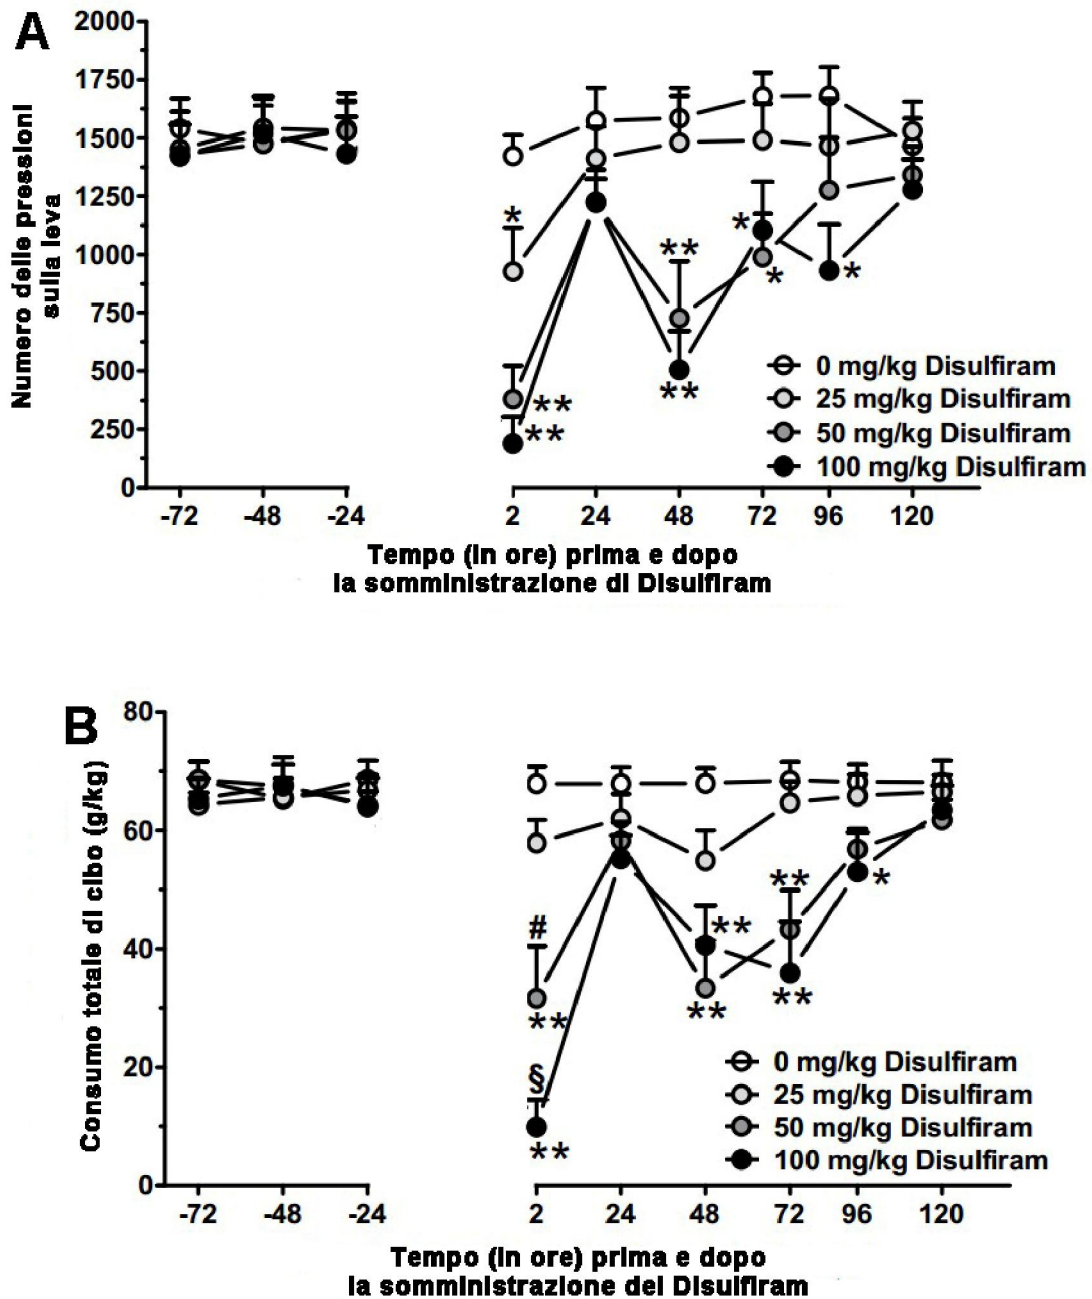 A
2000
1750
1500
1250
1000
750
500
250
0
Numero delle pressioni
sulla leva
*
**
**
**
**
*
*
*
0 mg/kg Disulfiram
25 mg/kg Disulfiram
50 mg/kg Disulfiram
100 mg/kg Disulfiram
-72 -48 -24 2 24 48 72 96 120
Tempo (in ore) prima e dopo
la somministrazione di Disulfiram
B
80
60
40
20
0
Consumo totale di cibo (g/kg)
#
**
§
**
**
**
**
**
*
0 mg/kg Disulfiram
25 mg/kg Disulfiram
50 mg/kg Disulfiram
100 mg/kg Disulfiram
-72 -48 -24 2 24 48 72 96 120
Tempo (in ore) prima e dopo
la somministrazione del Disulfiram